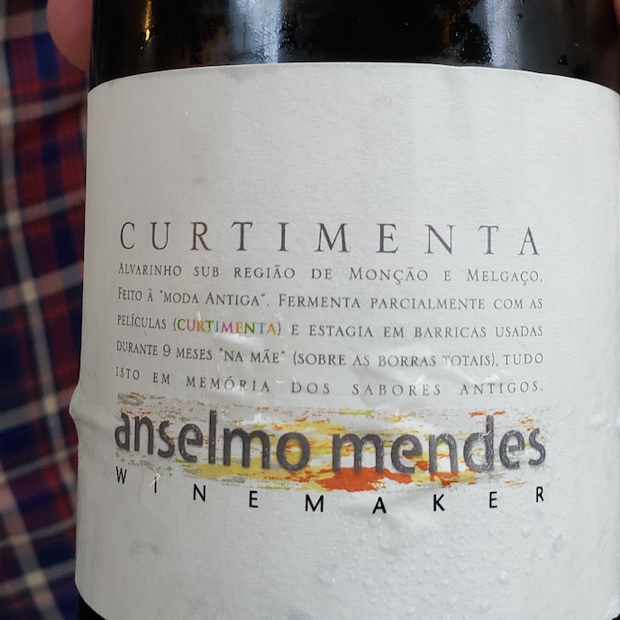 CURTIMENTA
ALVARINHO SUB REGIÃO DE MONÇÃO E MELGAÇO.
FEITO À "MODA ANTIGA". FERMENTA PARCIALMENTE COM AS
PELÍCULAS (CURTIMENTA) E ESTAGIA EM BARRICAS USADAS
DURANTE 9 MESES "NA MÃE" (SOBRE AS BORRAS TOTAIS). TUDO
ISTO EM MEMÓRIA DOS SABORES ANTIGOS.
anselmo mendes
WINEMAKER